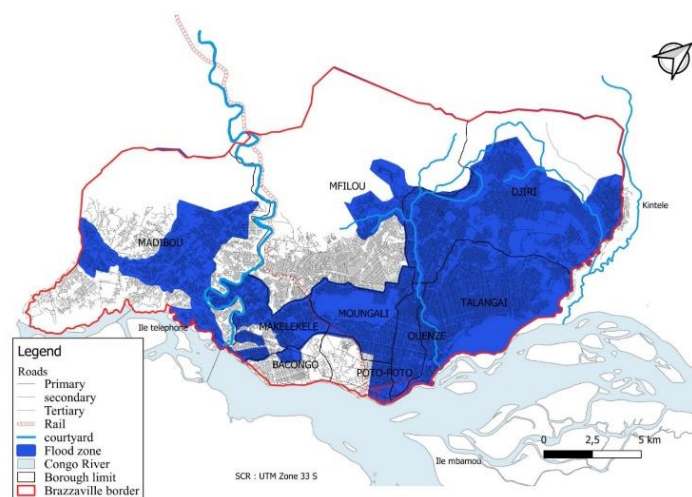 Kintele
DJIRI
MFILOU
MADIBOU
TALANGAI
MOUNGALI
OUENZE
MAKELEKELE
Ile telephone
BACONGO
POTO-POTO
Legend
Roads
Primary
secondary
Tertiary
Rail
courtyard
Flood zone
Congo River
Borough limit
Brazzaville border
0 2,5 5 km
Ile mbamou
SCR : UTM Zone 33 S